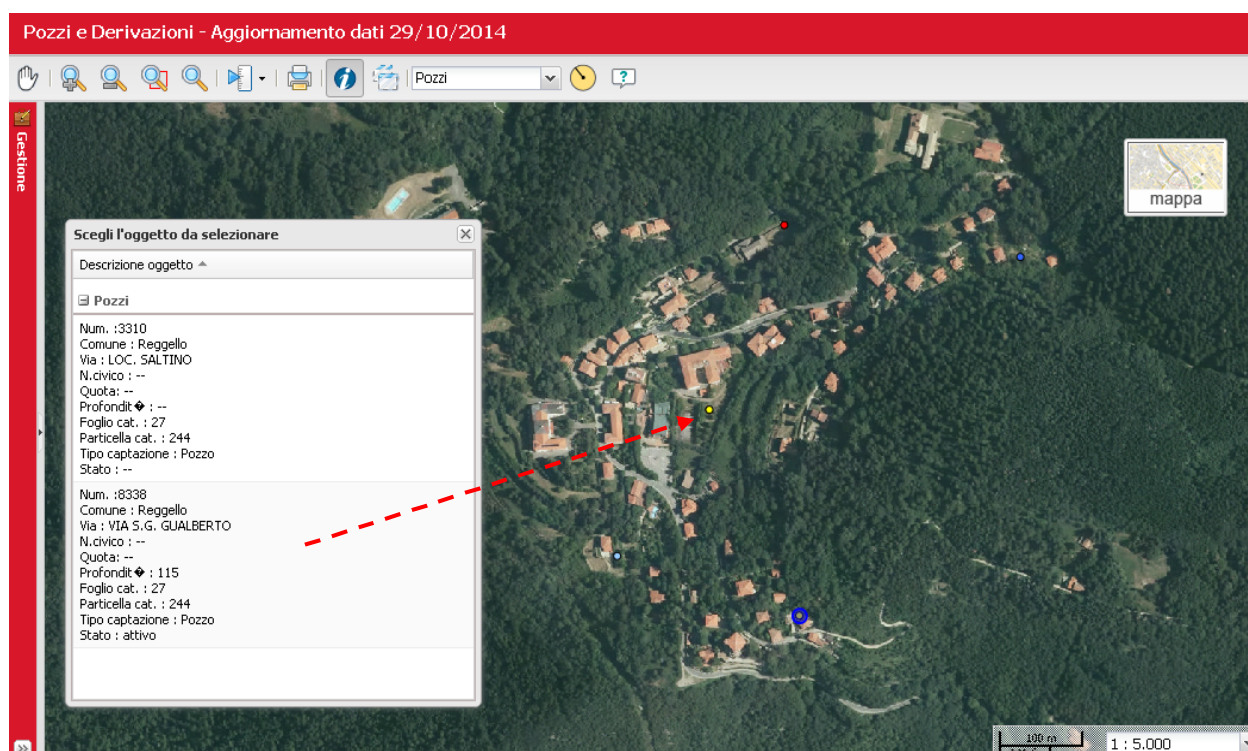 Pozzi e Derivazioni - Aggiornamento dati 29/10/2014
Pozzi
Gestione
mappa
Scegli l'oggetto da selezionare
Descrizione oggetto
Pozzi
Num. :3310
Comune : Reggello
Via : LOC. SALTINO
N.civico : --
Quota: --
Profondit� : --
Foglio cat. : 27
Particella cat. : 244
Tipo captazione : Pozzo
Stato : --
Num. :8338
Comune : Reggello
Via : VIA S.G. GUALBERTO
N.civico : --
Quota: --
Profondit� : 115
Foglio cat. : 27
Particella cat. : 244
Tipo captazione : Pozzo
Stato : attivo
100 m
1 : 5.000